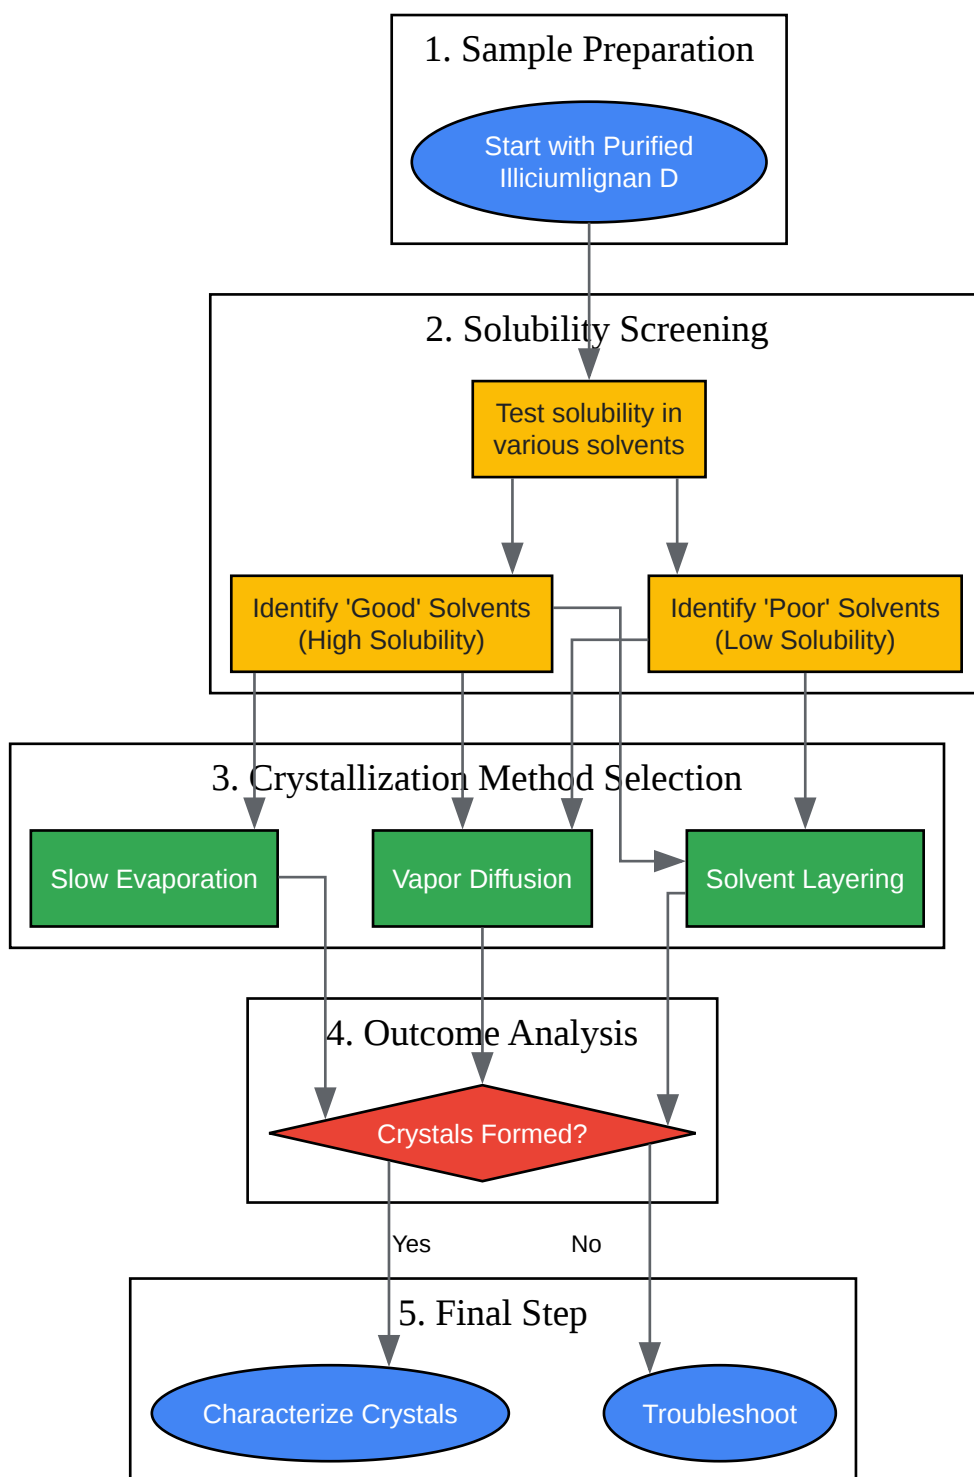 1. Sample Preparation
Start with Purified
Illiciumlignan D
2. Solubility Screening
Test solubility in
various solvents
Identify 'Good' Solvents
(High Solubility)
Identify 'Poor' Solvents
(Low Solubility)
3. Crystallization Method Selection
Slow Evaporation
Vapor Diffusion
Solvent Layering
4. Outcome Analysis
Crystals Formed?
Yes
No
5. Final Step
Characterize Crystals
Troubleshoot